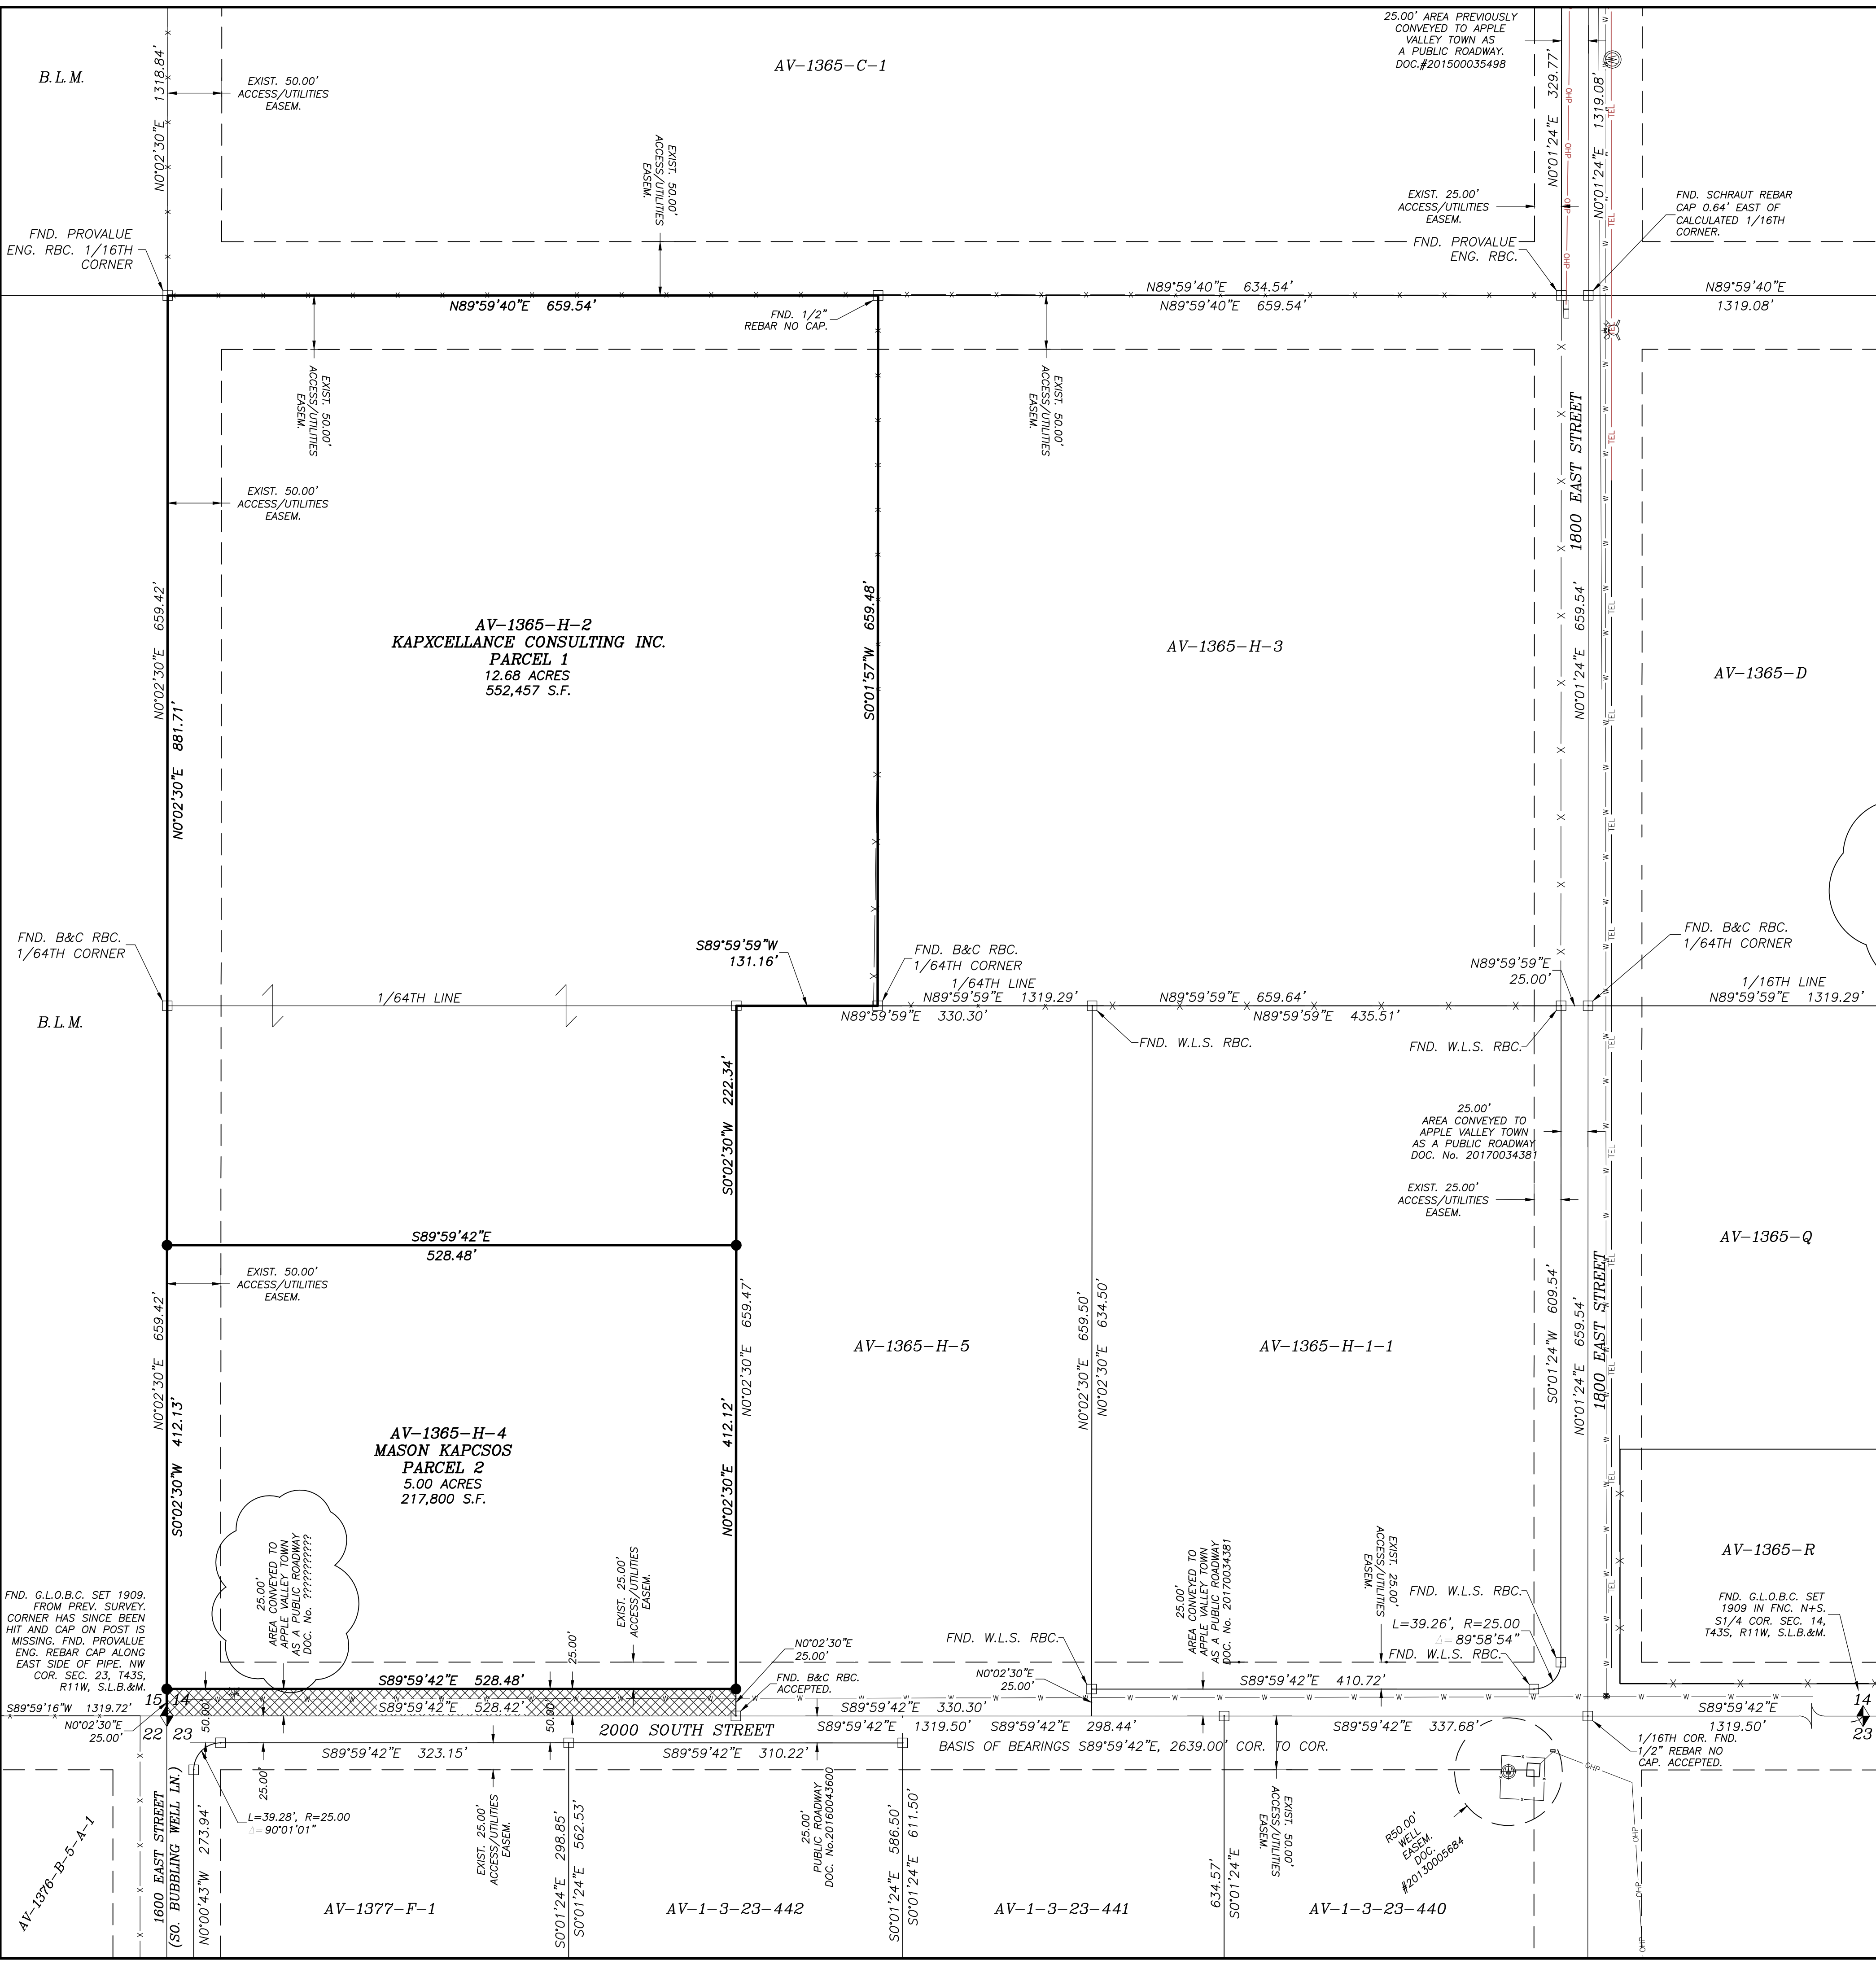 25.00' AREA PREVIOUSLY
CONVEYED TO APPLE
VALLEY TOWN AS
A PUBLIC ROADWAY.
DOC.#201500035498
B.L.M.
N0°02'30"E 1318.84'
EXIST. 50.00'
ACCESS/UTILITIES
EASEM.
AV-1365-C-1
N0°01'24"E 329.77'
N0°01'24"E 1319.08'
W
OHP
OHP
OHP
OHP
TEL
TEL
TEL
TEL
EXIST. 50.00'
ACCESS/UTILITIES
EASEM.
EXIST. 25.00'
ACCESS/UTILITIES
EASEM.
FND. SCHRAUT REBAR
CAP 0.64' EAST OF
CALCULATED 1/16TH
CORNER.
FND. PROVALUE
ENG. RBC. 1/16TH
CORNER
FND. PROVALUE
ENG. RBC.
N89°59'40"E 659.54'
FND. 1/2"
REBAR NO CAP.
N89°59'40"E 634.54'
N89°59'40"E 659.54'
N89°59'40"E
1319.08'
EXIST. 50.00'
ACCESS/UTILITIES
EASEM.
EXIST. 50.00'
ACCESS/UTILITIES
EASEM.
1800 EAST STREET
EXIST. 50.00'
ACCESS/UTILITIES
EASEM.
N0°02'30"E 659.42'
N0°02'30"E 881.71'
AV-1365-H-2
KAPXCELLANCE CONSULTING INC.
PARCEL 1
12.68 ACRES
552,457 S.F.
S0°01'57"W 659.48'
AV-1365-H-3
N0°01'24"E 659.54'
AV-1365-D
FND. B&C RBC.
1/64TH CORNER
S89°59'59"W
131.16'
FND. B&C RBC.
1/64TH CORNER
N89°59'59"E
25.00'
FND. B&C RBC.
1/64TH CORNER
1/64TH LINE
1/64TH LINE
N89°59'59"E 1319.29'
N89°59'59"E 330.30'
N89°59'59"E 659.64'
N89°59'59"E 435.51'
1/16TH LINE
N89°59'59"E 1319.29'
B.L.M.
FND. W.L.S. RBC.
FND. W.L.S. RBC.
S0°02'30"W 222.34'
25.00'
AREA CONVEYED TO
APPLE VALLEY TOWN
AS A PUBLIC ROADWAY
DOC. No. 20170034381
EXIST. 25.00'
ACCESS/UTILITIES
EASEM.
S89°59'42"E
528.48'
AV-1365-Q
EXIST. 50.00'
ACCESS/UTILITIES
EASEM.
N0°02'30"E 659.42'
S0°02'30"W 412.13'
N0°02'30"E 659.47'
N0°02'30"E 412.12'
AV-1365-H-5
N0°02'30"E 659.50'
N0°02'30"E 634.50'
AV-1365-H-1-1
S0°01'24"W 609.54'
N0°01'24"E 659.54'
1800 EAST STREET
AV-1365-H-4
MASON KAPCSOS
PARCEL 2
5.00 ACRES
217,800 S.F.
25.00'
AREA CONVEYED TO
APPLE VALLEY TOWN
AS A PUBLIC ROADWAY
DOC. No. ???????????
EXIST. 25.00'
ACCESS/UTILITIES
EASEM.
25.00'
AREA CONVEYED TO
APPLE VALLEY TOWN
AS A PUBLIC ROADWAY
DOC. No. 20170034381
EXIST. 25.00'
ACCESS/UTILITIES
EASEM.
AV-1365-R
FND. G.L.O.B.C. SET
1909 IN FNC. N+S.
S1/4 COR. SEC. 14,
T43S, R11W, S.L.B.&M.
FND. G.L.O.B.C. SET 1909.
FROM PREV. SURVEY.
CORNER HAS SINCE BEEN
HIT AND CAP ON POST IS
MISSING. FND. PROVALUE
ENG. REBAR CAP ALONG
EAST SIDE OF PIPE. NW
COR. SEC. 23, T43S,
R11W, S.L.B.&M.
FND. W.L.S. RBC.
L=39.26', R=25.00
Δ= 89°58'54"
FND. W.L.S. RBC.
FND. W.L.S. RBC.
N0°02'30"E
25.00'
FND. B&C RBC.
ACCEPTED.
N0°02'30"E
25.00'
S89°59'42"E 528.48'
25.00'
S89°59'42"E 410.72'
S89°59'16"W 1319.72'
N0°02'30"E
25.00'
15 14
22 23
50.00'
S89°59'42"E 528.42'
50.00'
S89°59'42"E 330.30'
2000 SOUTH STREET
S89°59'42"E 1319.50'
S89°59'42"E 298.44'
S89°59'42"E 337.68'
S89°59'42"E
1319.50'
14
23
BASIS OF BEARINGS S89°59'42"E, 2639.00' COR. TO COR.
1/16TH COR. FND.
1/2" REBAR NO
CAP. ACCEPTED.
S89°59'42"E 323.15'
S89°59'42"E 310.22'
25.00'
L=39.28', R=25.00
Δ= 90°01'01"
AV-1376-B-5-A-1
1600 EAST STREET
(SO. BUBBLING WELL LN.)
N0°00'43"W 273.94'
EXIST. 25.00'
ACCESS/UTILITIES
EASEM.
S0°01'24"E 298.85'
S0°01'24"E 562.53'
25.00'
PUBLIC ROADWAY
DOC. No.20160043600
S0°01'24"E 586.50'
S0°01'24"E 611.50'
634.57'
S0°01'24"E
EXIST. 50.00'
ACCESS/UTILITIES
EASEM.
R50.00'
WELL
EASEM.
DOC.
#20130005684
W
OHP
OHP
OHP
OHP
AV-1377-F-1
AV-1-3-23-442
AV-1-3-23-441
AV-1-3-23-440